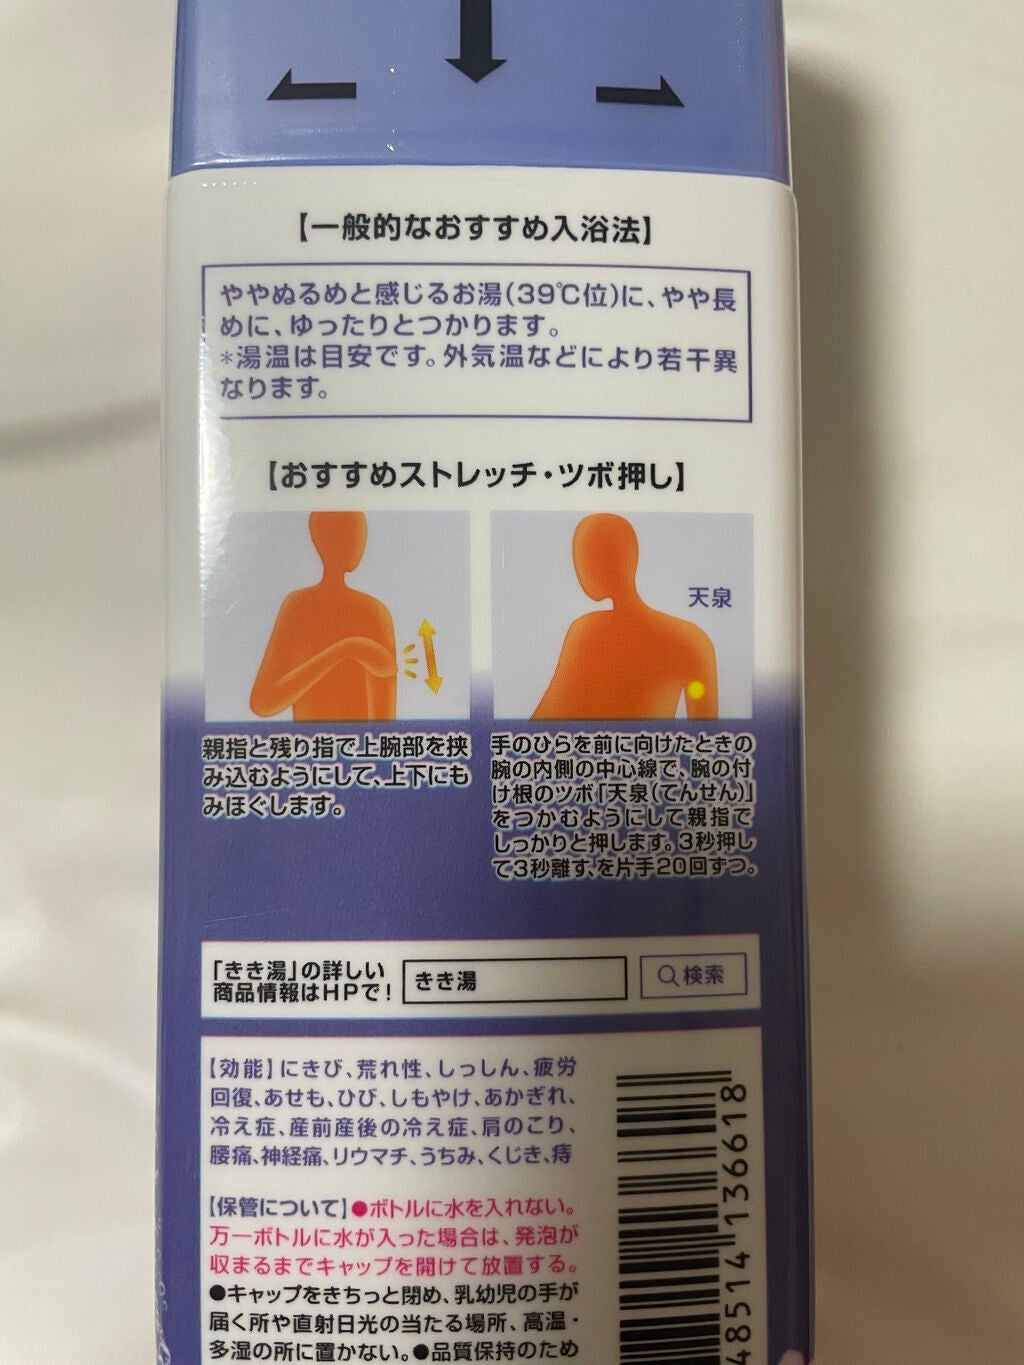 【一般的なおすすめ入浴法】
ややぬるめと感じるお湯(39℃位)に、やや長
めに、ゆったりとつかります。
*湯温は目安です。外気温などにより若干異
なります。
【おすすめストレッチ・ツボ押し】
天泉
親指と残り指で上腕部を挟
み込むようにして、上下にも
みほぐします。
手のひらを前に向けたときの
腕の内側の中心線で、腕の付
け根のツボ「天泉(てんせん)」
をつかむようにして親指で
しっかりと押します。3秒押し
て3秒離す、を片手20回ずつ。
「きき湯」の詳しい
商品情報はHPで!
きき湯
検索
【効能】にきび、荒れ性、しっしん、疲労
回復、あせも、ひび、しもやけ、あかぎれ、
冷え症、産前産後の冷え症、肩のこり、
腰痛、神経痛、リウマチ、うちみ、くじき、痔
【保管について】●ボトルに水を入れない。
万一ボトルに水が入った場合は、発泡が
収まるまでキャップを開けて放置する。
●キャップをきちっと閉め、乳幼児の手が
届く所や直射日光の当たる場所、高温・
多湿の所に置かない。●品質保持のため
48514 136618